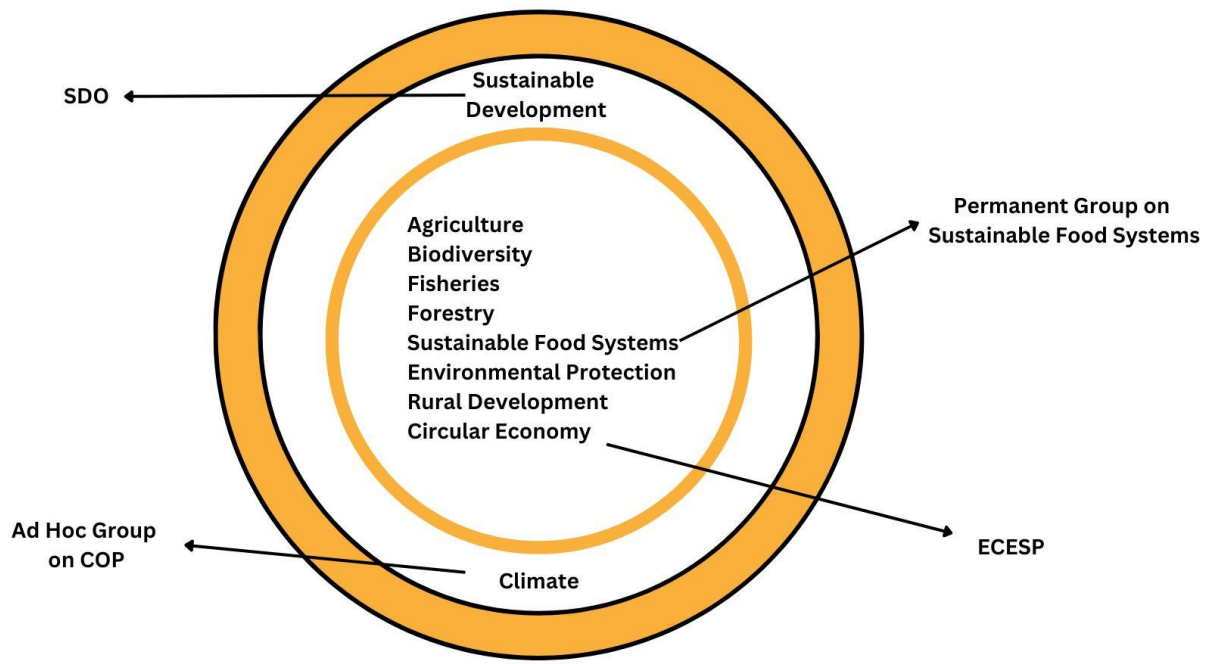 Sustainable
Development
SDO
Permanent Group on
Sustainable Food Systems
Agriculture
Biodiversity
Fisheries
Forestry
Sustainable Food Systems
Environmental Protection
Rural Development
Circular Economy
Ad Hoc Group
on COP
ECESP
Climate